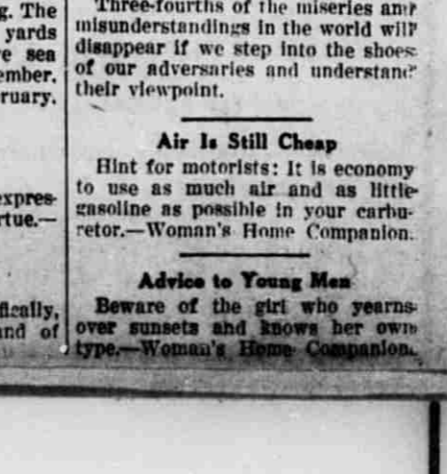 g. The
yards
e sea
ember,
ruary.
expres-
rtue.—
fically,
and of
Three-fourths of the miseries and
misunderstandings in the world will
disappear if we step into the shoes
of our adversaries and understand
their viewpoint.
Air Is Still Cheap
Hint for motorists: It is economy
to use as much air and as little
gasoline as possible in your carbu-
retor.—Woman's Home Companion.
Advice to Young Men
Beware of the girl who yearns
over sunsets and knows her own
type.—Woman's Home Companion.